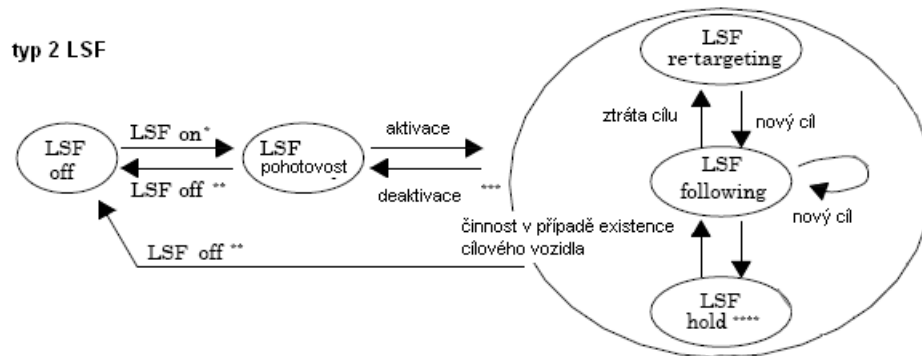 typ 2 LSF
LSF
off
LSF on*
LSF off **
LSF
pohotovost
aktivace
deaktivace ***
LSF off **
činnost v případě existence
cílového vozidla
LSF
re-targeting
ztráta cílu
nový cíl
LSF
following
nový cíl
LSF
hold ****